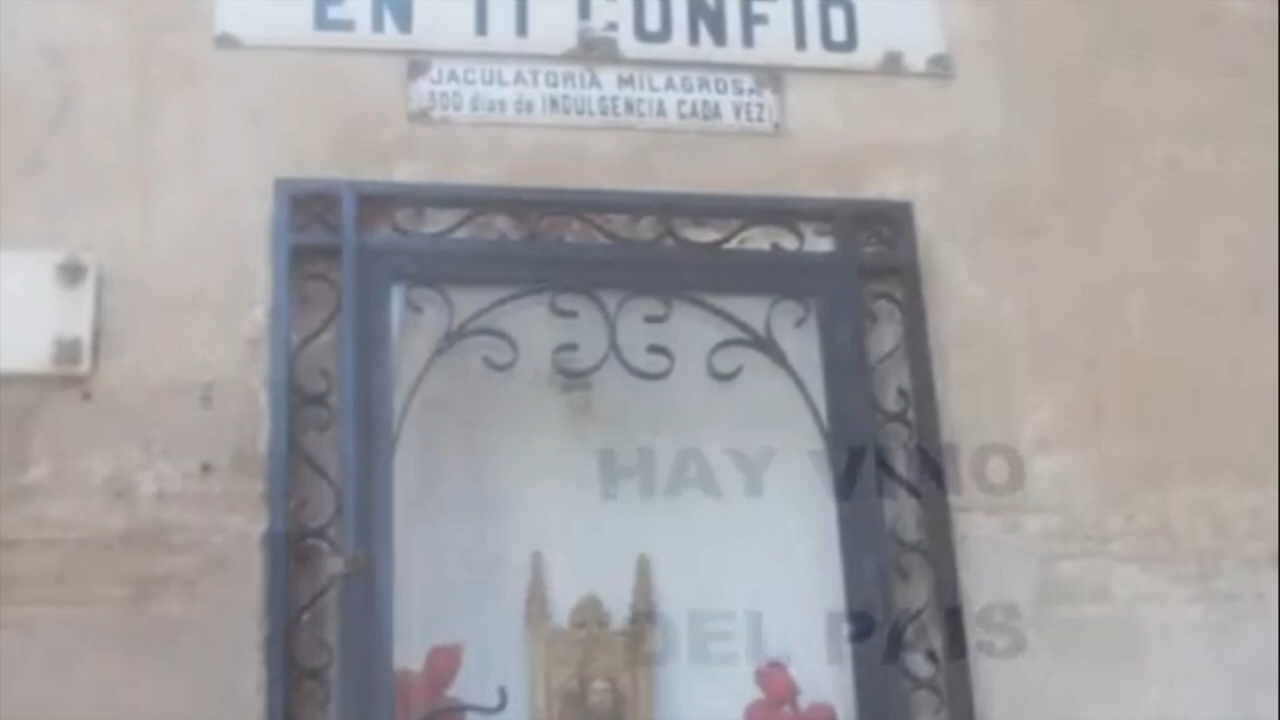 EN TI CONFIO
JACULATORIA MILAGROSA
300 dias de INDULGENCIA CADA VEZ
HAY VINO
DEL PAIS